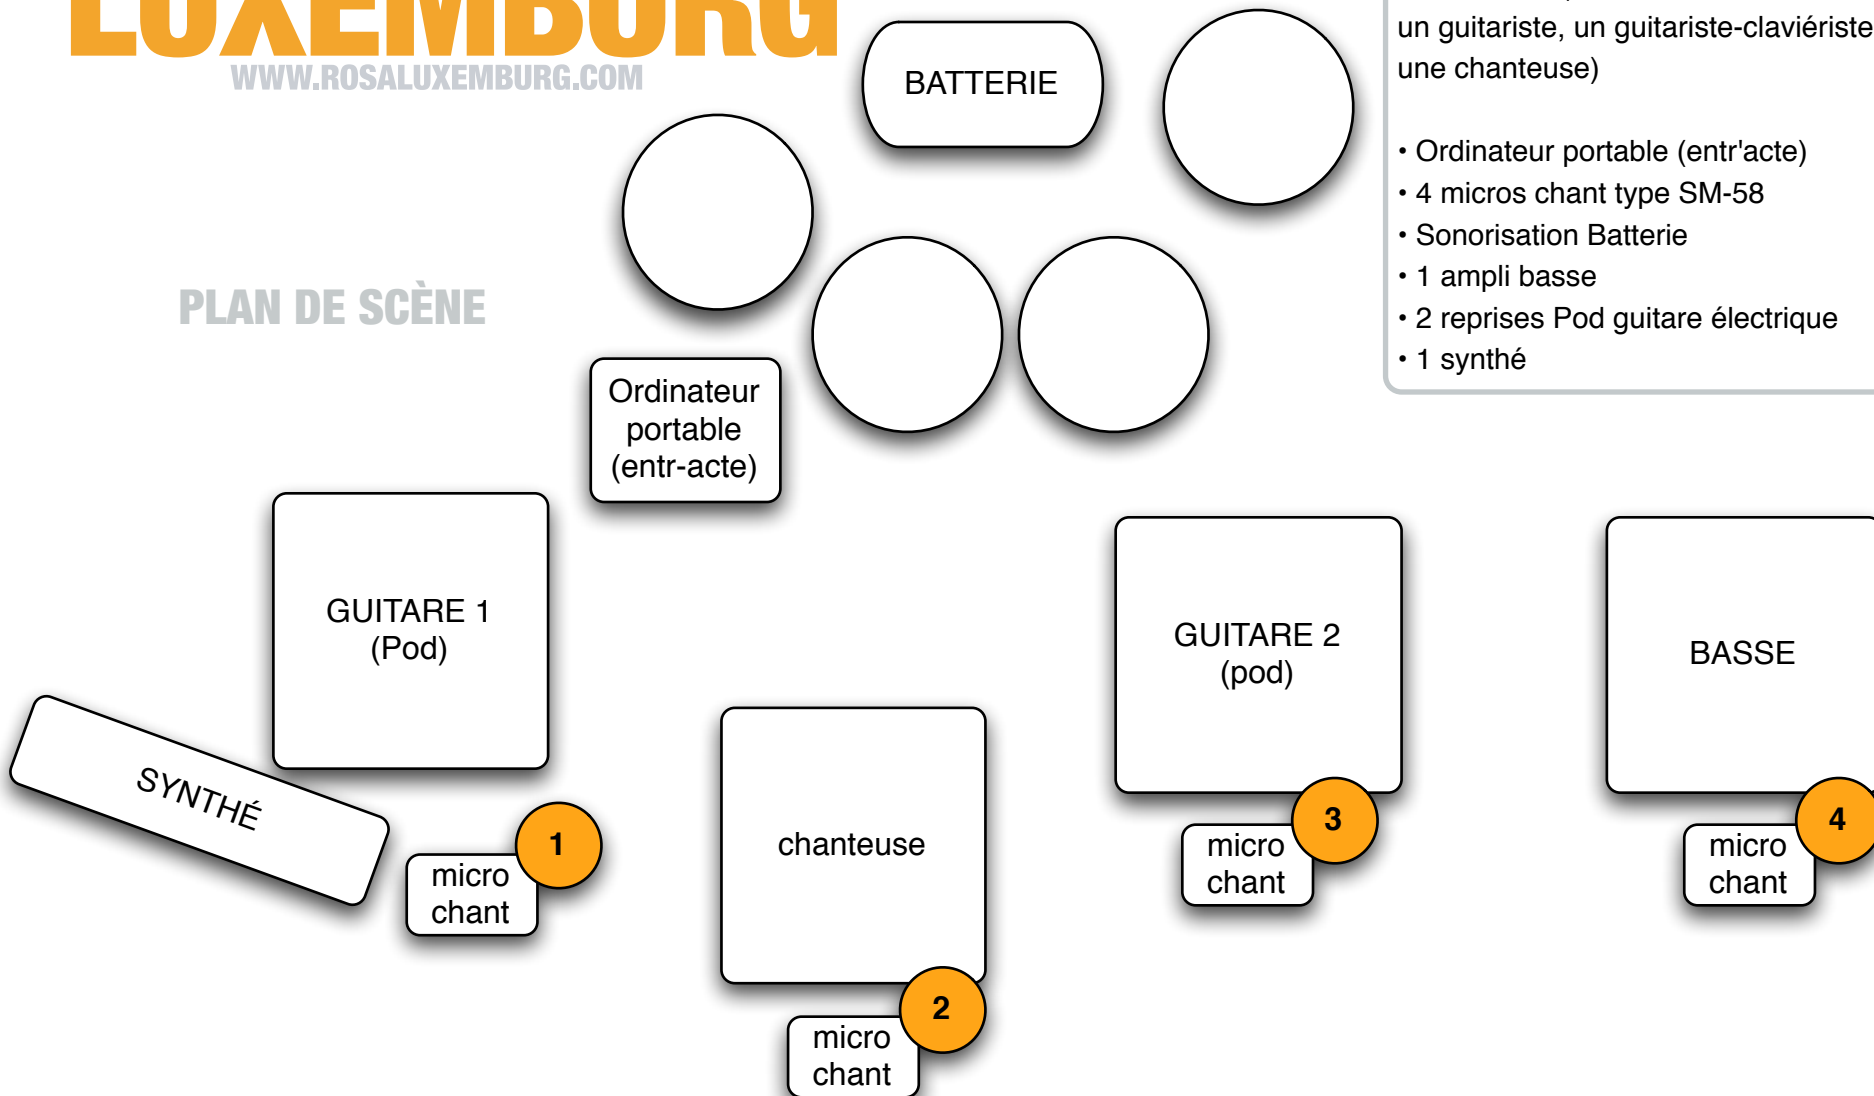 LUXEMBURG
WWW.ROSALUXEMBURG.COM
PLAN DE SCÈNE
BATTERIE
un guitariste, un guitariste-claviériste
une chanteuse)
• Ordinateur portable (entr'acte)
• 4 micros chant type SM-58
• Sonorisation Batterie
• 1 ampli basse
• 2 reprises Pod guitare électrique
• 1 synthé
Ordinateur
portable
(entr-acte)
GUITARE 1
(Pod)
GUITARE 2
(pod)
BASSE
SYNTHÉ
1
micro
chant
chanteuse
2
micro
chant
3
micro
chant
4
micro
chant